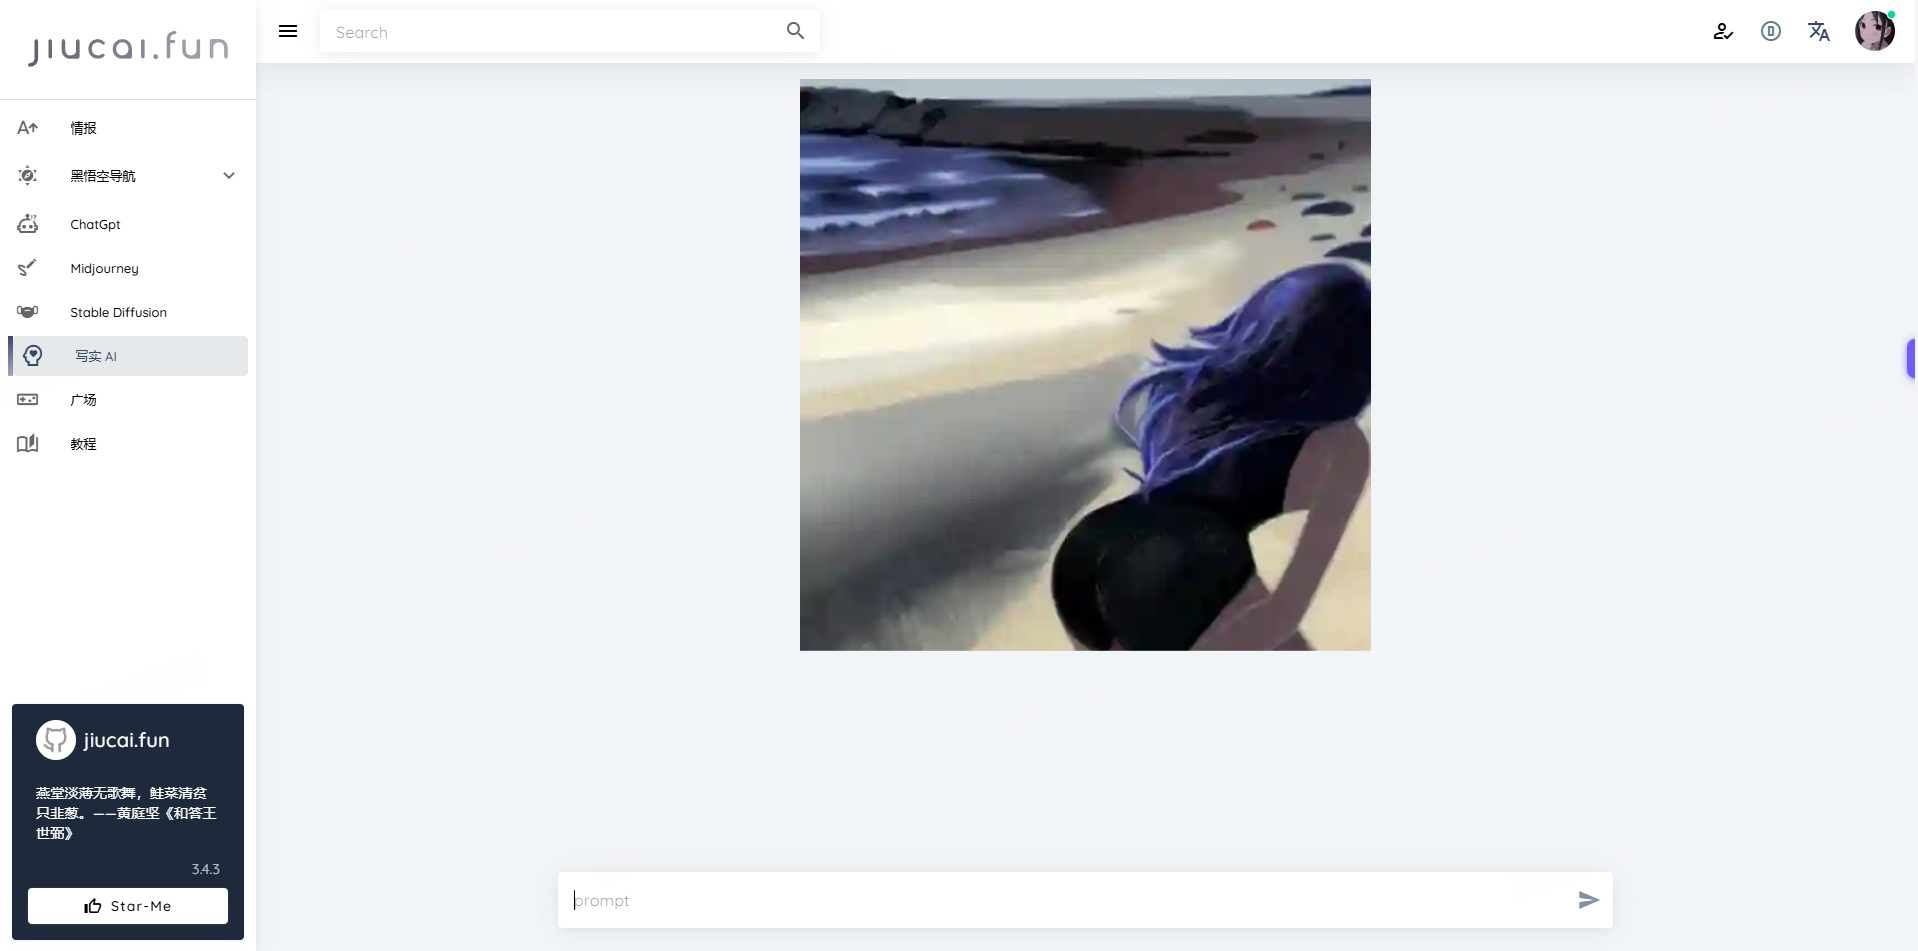 jiucai.fun
Search
情报
黑悟空导航
ChatGpt
Midjourney
Stable Diffusion
写实 AI
广场
教程
jiucai.fun
燕堂淡薄无歌舞，鲑菜清贫
只韭葱。——黄庭坚《和答王
世弼》
3.4.3
Star-Me
prompt